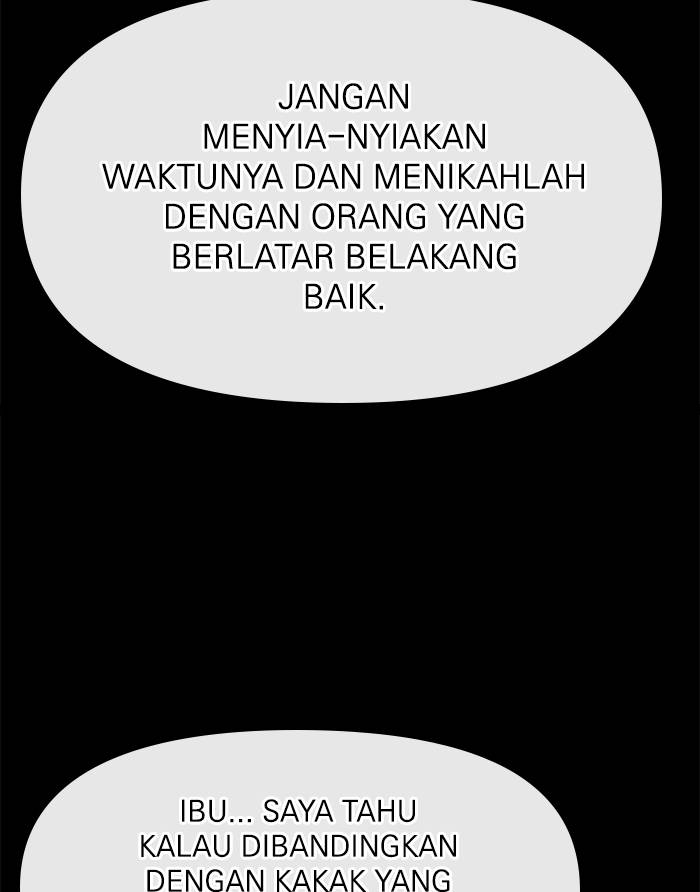 JANGAN
MENYIA-NYIAKAN
WAKTUNYA DAN MENIKAHLAH
DENGAN ORANG YANG
BERLATAR BELAKANG
BAIK.
IBU... SAYA TAHU
KALAU DIBANDINGKAN
DENGAN KAKAK YANG